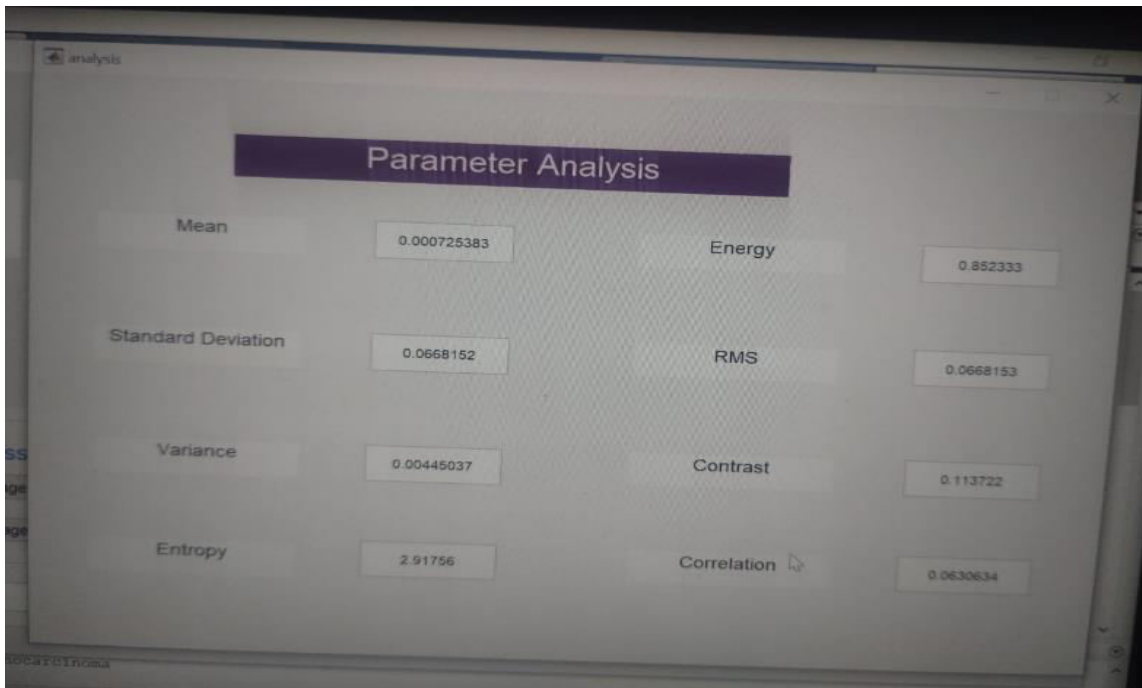 analysis
Parameter Analysis
Mean 0.000725383 Energy 0.852333
Standard Deviation 0.0668152 RMS 0.0668153
Variance 0.00445037 Contrast 0.113722
Entropy 2.91756 Correlation 0.0630634